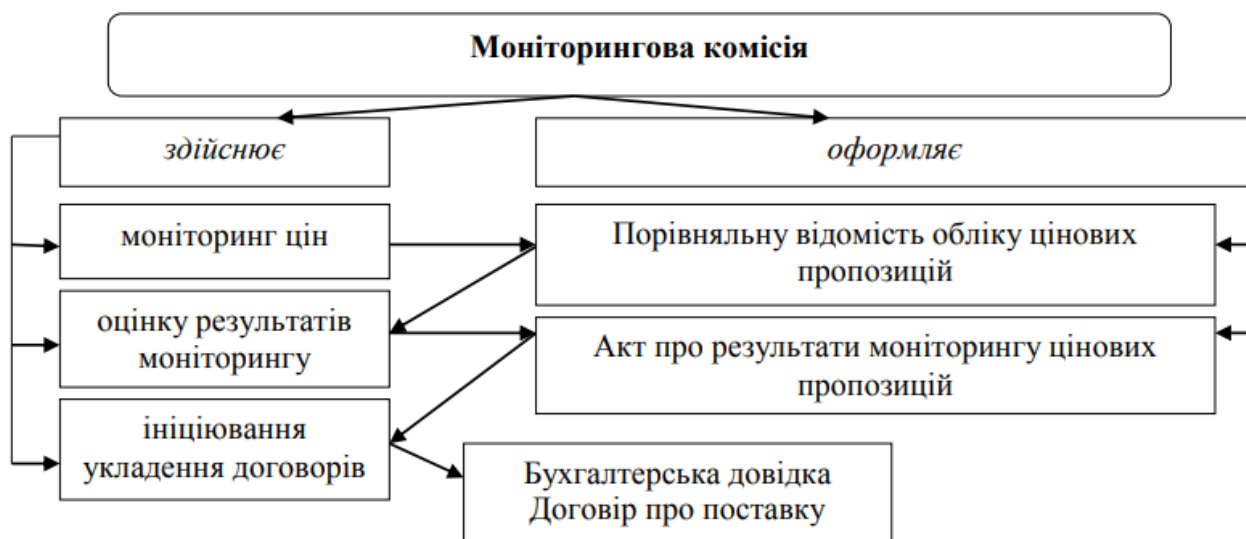 Моніторингова комісія
здійснює
оформляє
моніторинг цін
Порівняльну відомість обліку цінових
пропозицій
оцінку результатів
моніторингу
Акт про результати моніторингу цінових
пропозицій
ініціювання
укладення договорів
Бухгалтерська довідка
Договір про поставку